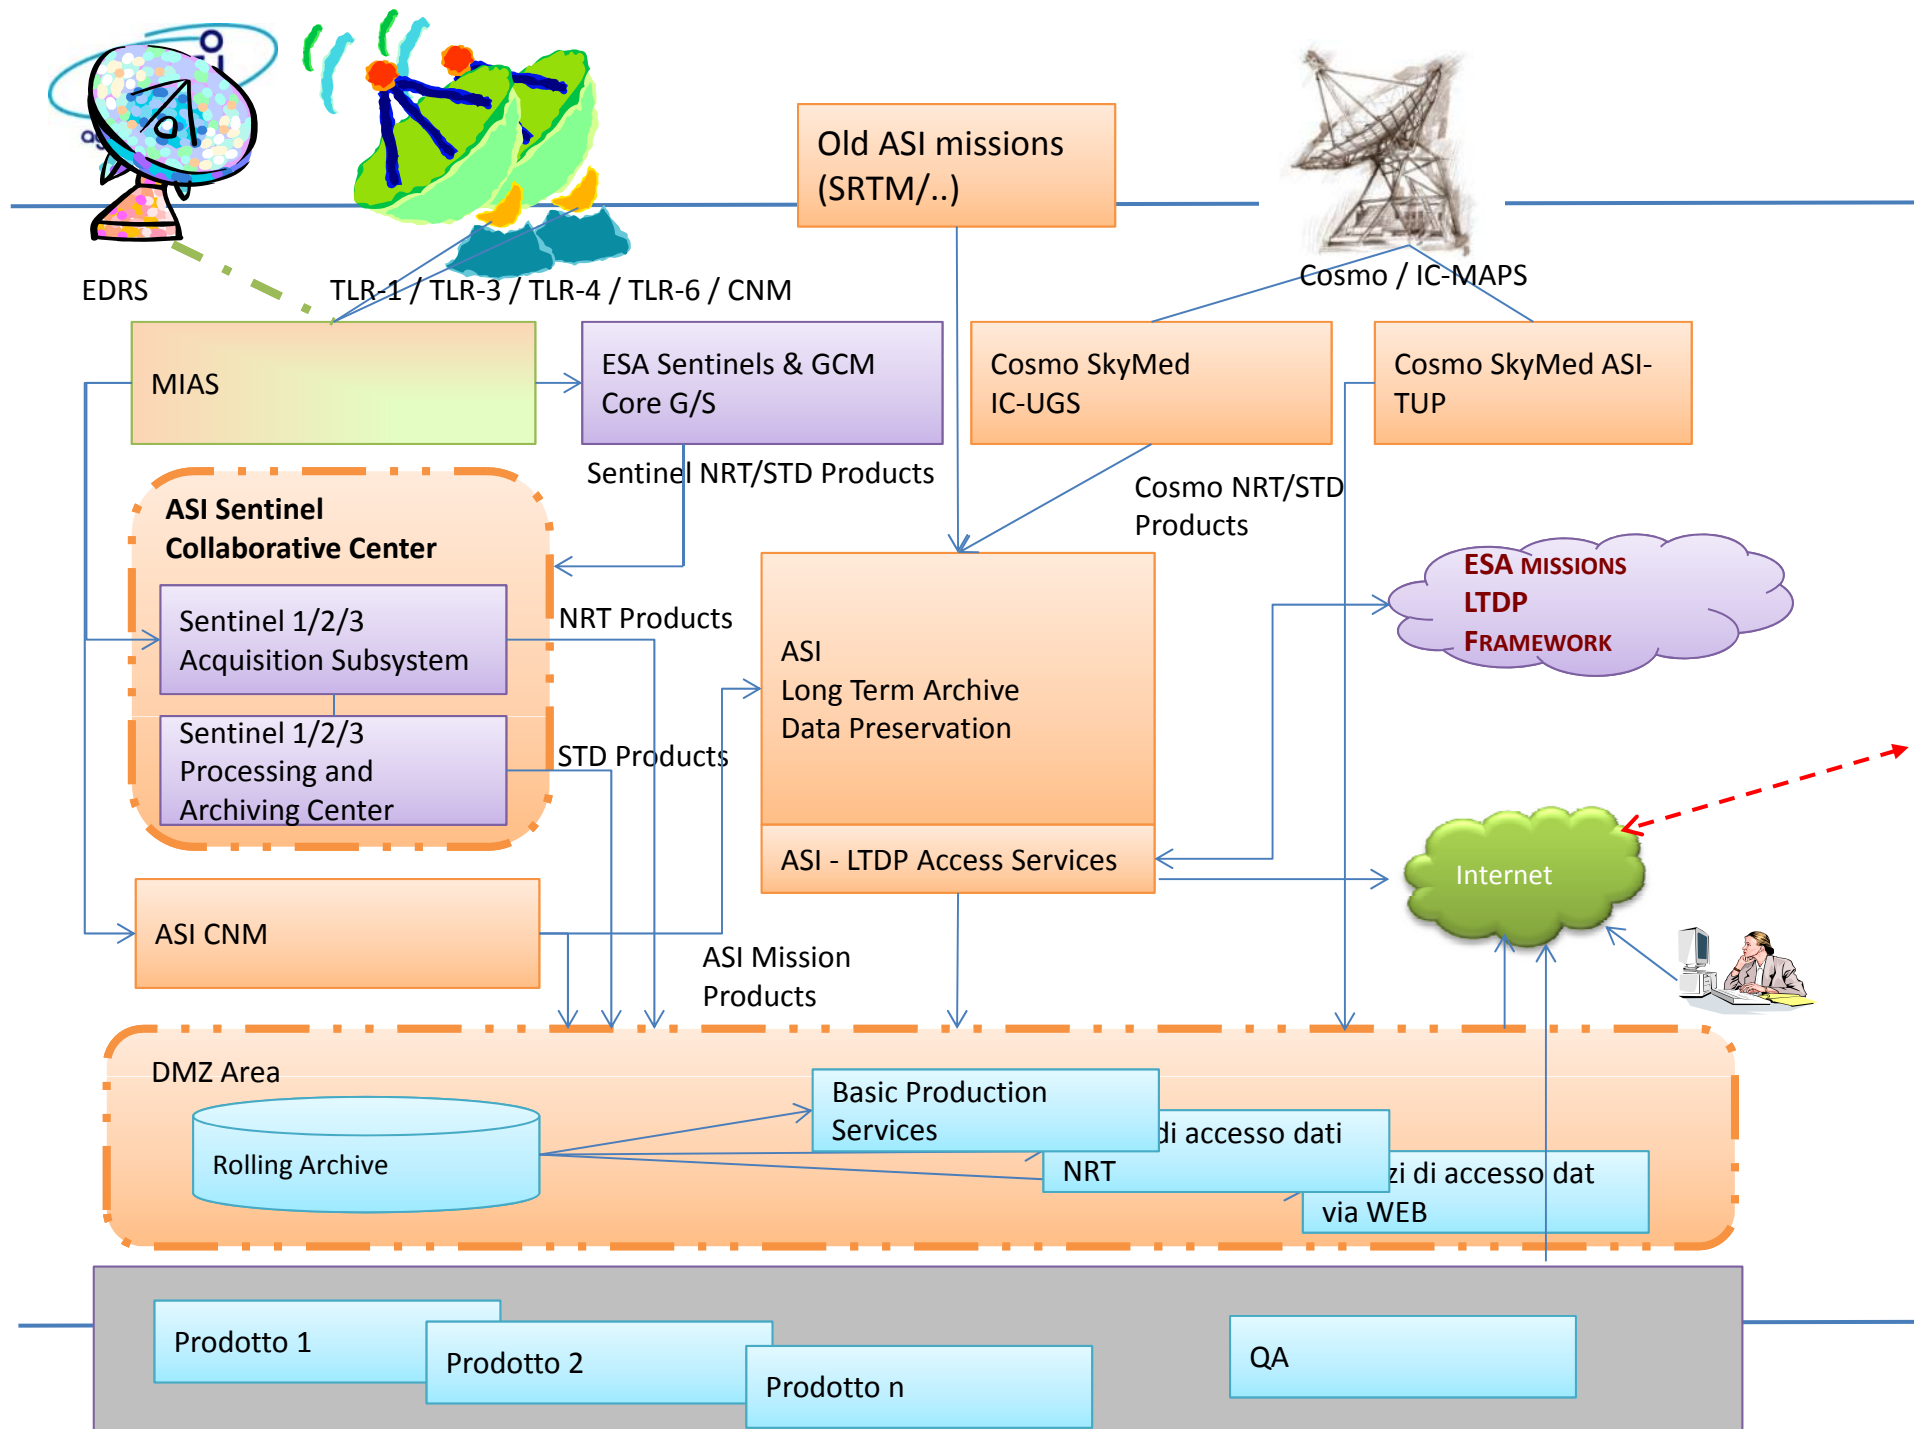 Old ASI missions
(SRTM/..)
EDRS
TLR-1 / TLR-3 / TLR-4 / TLR-6 / CNM
Cosmo / IC-MAPS
MIAS
ESA Sentinels & GCM
Core G/S
Cosmo SkyMed
IC-UGS
Cosmo SkyMed ASI-
TUP
Sentinel NRT/STD Products
Cosmo NRT/STD
Products
ASI Sentinel
Collaborative Center
Sentinel 1/2/3
Acquisition Subsystem
Sentinel 1/2/3
Processing and
Archiving Center
NRT Products
STD Products
ASI
Long Term Archive
Data Preservation
ASI - LTDP Access Services
ESA MISSIONS
LTDP
FRAMEWORK
Internet
ASI CNM
ASI Mission
Products
DMZ Area
Rolling Archive
Basic Production
Services
di accesso dati
NRT
zi di accesso dat
via WEB
Prodotto 1
Prodotto 2
Prodotto n
QA